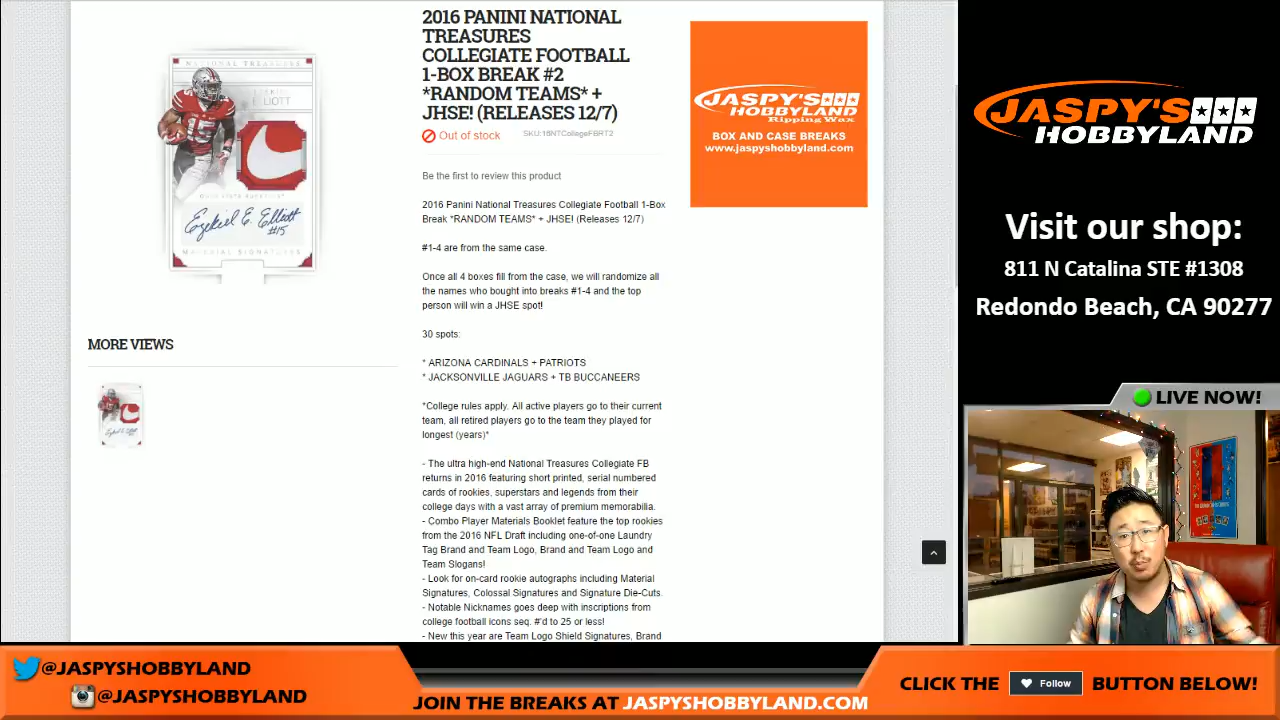 2016 PANINI NATIONAL
TREASURES
COLLEGIATE FOOTBALL
1-BOX BREAK #2
*RANDOM TEAMS* +
JHSE! (RELEASES 12/7)
Out of stock
SKU:16NTCollegeFBRT2
Be the first to review this product
2016 Panini National Treasures Collegiate Football 1-Box
Break *RANDOM TEAMS* + JHSE! (Releases 12/7)
#1-4 are from the same case.
Once all 4 boxes fill from the case, we will randomize all
the names who bought into breaks #1-4 and the top
person will win a JHSE spot!
30 spots:
* ARIZONA CARDINALS + PATRIOTS
* JACKSONVILLE JAGUARS + TB BUCCANEERS
*College rules apply. All active players go to their current
team, all retired players go to the team they played for
longest (years)*
- The ultra high-end National Treasures Collegiate FB
returns in 2016 featuring short printed, serial numbered
cards of rookies, superstars and legends from their
college days with a vast array of premium memorabilia.
- Combo Player Materials Booklet feature the top rookies
from the 2016 NFL Draft including one-of-one Laundry
Tag Brand and Team Logo, Brand and Team Logo and
Team Slogans!
- Look for on-card rookie autographs including Material
Signatures, Colossal Signatures and Signature Die-Cuts.
- Notable Nicknames goes deep with inscriptions from
college football icons seq. #'d to 25 or less!
- New this year are Team Logo Shield Signatures, Brand
NATIONAL TREASURES
ELLIOTT
Ezekiel E. Elliott
#15
MATERIAL SIGNATURES
MORE VIEWS
JASPY'S
HOBBYLAND
Ripping Wax
BOX AND CASE BREAKS
www.jaspyshobbyland.com
JASPY'S
HOBBYLAND
Visit our shop:
811 N Catalina STE #1308
Redondo Beach, CA 90277
LIVE NOW!
@JASPYSHOBBYLAND
@JASPYSHOBBYLAND
JOIN THE BREAKS AT JASPYSHOBBYLAND.COM
CLICK THE Follow BUTTON BELOW!